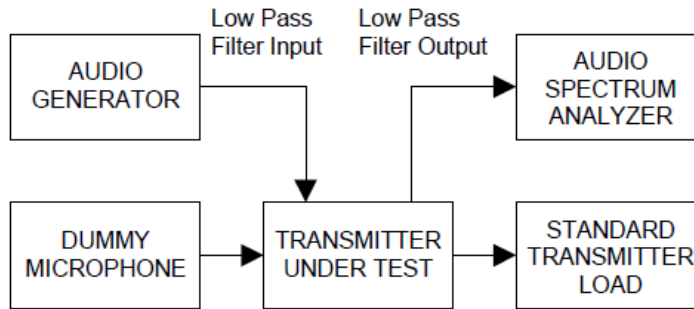 Low Pass
Filter Input
Low Pass
Filter Output
AUDIO
GENERATOR
AUDIO
SPECTRUM
ANALYZER
DUMMY
MICROPHONE
TRANSMITTER
UNDER TEST
STANDARD
TRANSMITTER
LOAD